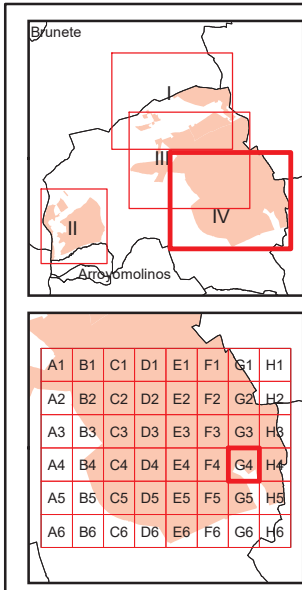 Brunete
I
III
IV
II
Arroyomolinos
A1 B1 C1 D1 E1 F1 G1 H1
A2 B2 C2 D2 E2 F2 G2 H2
A3 B3 C3 D3 E3 F3 G3 H3
A4 B4 C4 D4 E4 F4 G4 H4
A5 B5 C5 D5 E5 F5 G5 H5
A6 B6 C6 D6 E6 F6 G6 H6